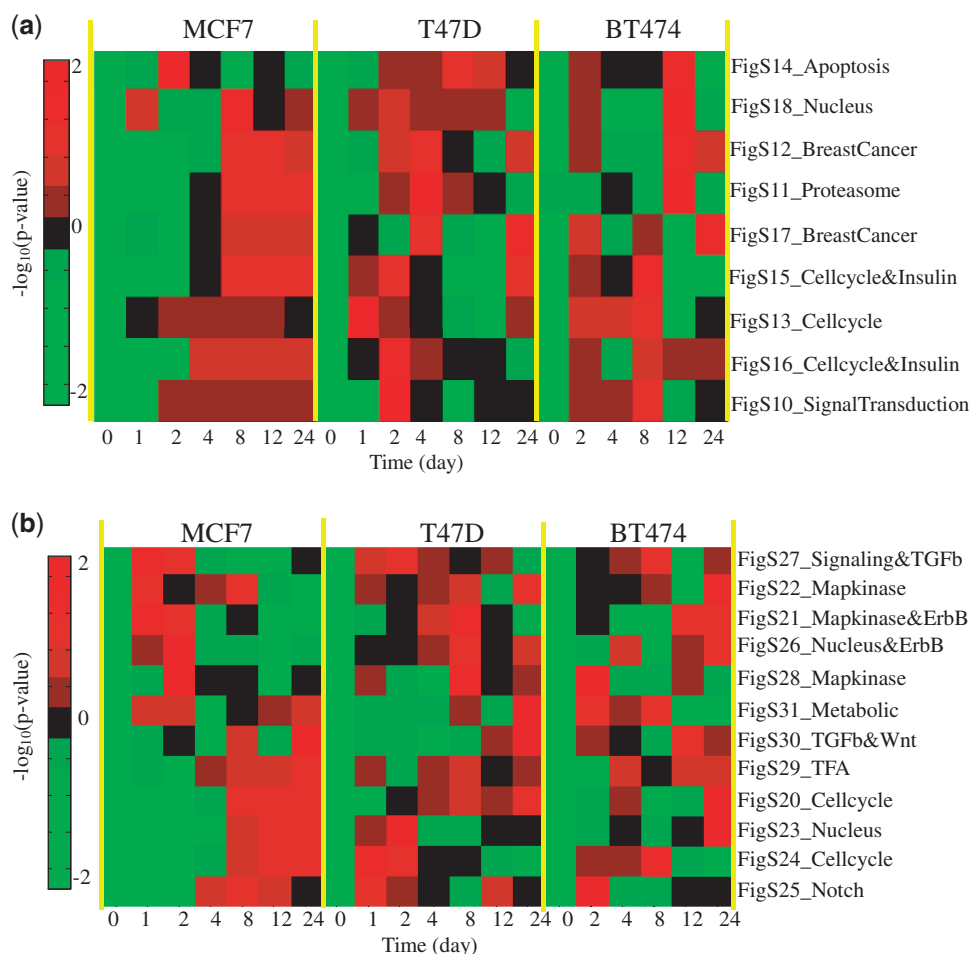 (a)
MCF7 T47D BT474
2
0
-2
-log10(p-value)
FigS14_Apoptosis
FigS18_Nucleus
FigS12_BreastCancer
FigS11_Proteasome
FigS17_BreastCancer
FigS15_Cellcycle&Insulin
FigS13_Cellcycle
FigS16_Cellcycle&Insulin
FigS10_SignalTransduction
0 1 2 4 8 12 24 0 1 2 4 8 12 24 0 2 4 8 12 24
Time (day)
(b)
MCF7 T47D BT474
2
0
-2
-log10(p-value)
FigS27_Signaling&TGFb
FigS22_Mapkinase
FigS21_Mapkinase&ErbB
FigS26_Nucleus&ErbB
FigS28_Mapkinase
FigS31_Metabolic
FigS30_TGFb&Wnt
FigS29_TFA
FigS20_Cellcycle
FigS23_Nucleus
FigS24_Cellcycle
FigS25_Notch
0 1 2 4 8 12 24 0 1 2 4 8 12 24 0 2 4 8 12 24
Time (day)